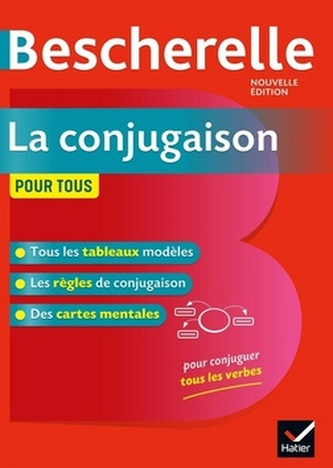 Bescherelle
NOUVELLE
ÉDITION
La conjugaison
POUR TOUS
Tous les tableaux modèles
Les règles de conjugaison
Des cartes mentales
pour conjuguer
tous les verbes
Hatier